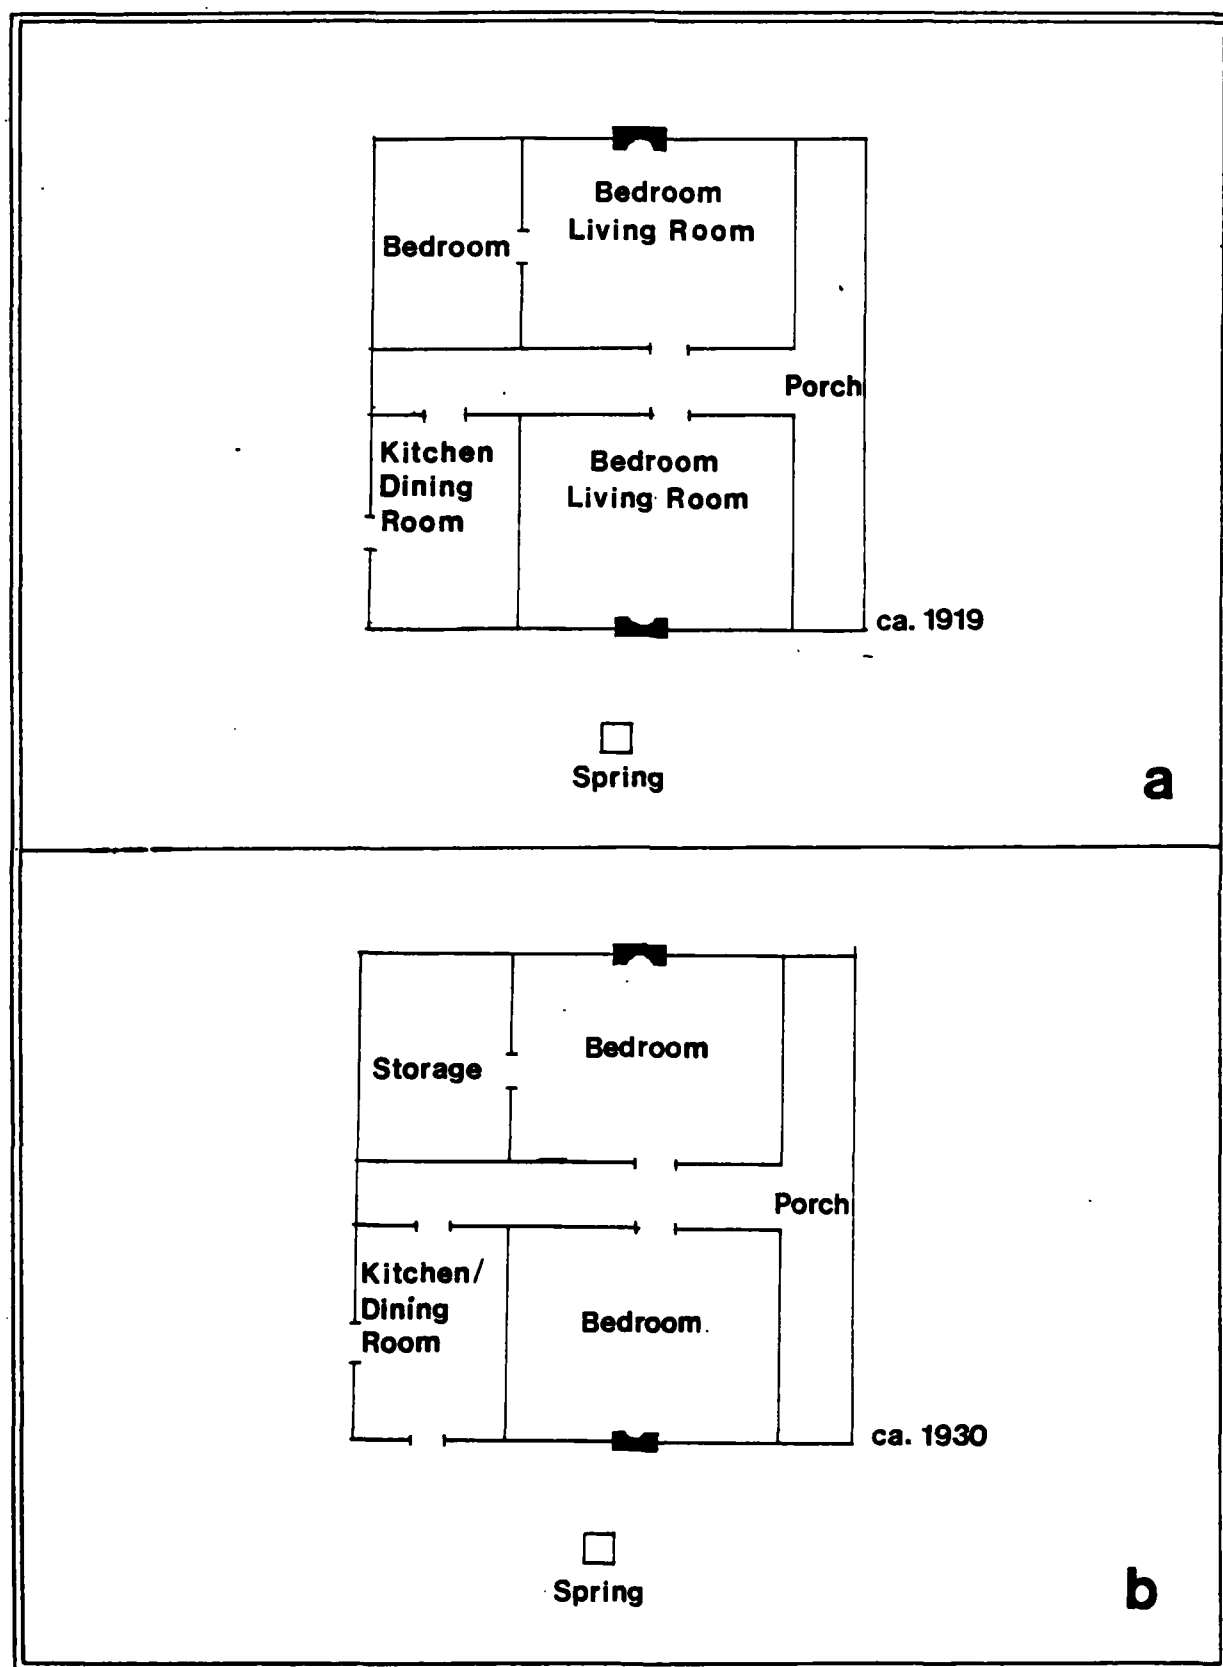 Bedroom
Living Room
Bedroom
Porch
Kitchen
Dining
Room
Bedroom
Living Room
ca. 1919
Spring
a
Bedroom
Storage
Porch
Kitchen/
Dining
Room
Bedroom
ca. 1930
Spring
b